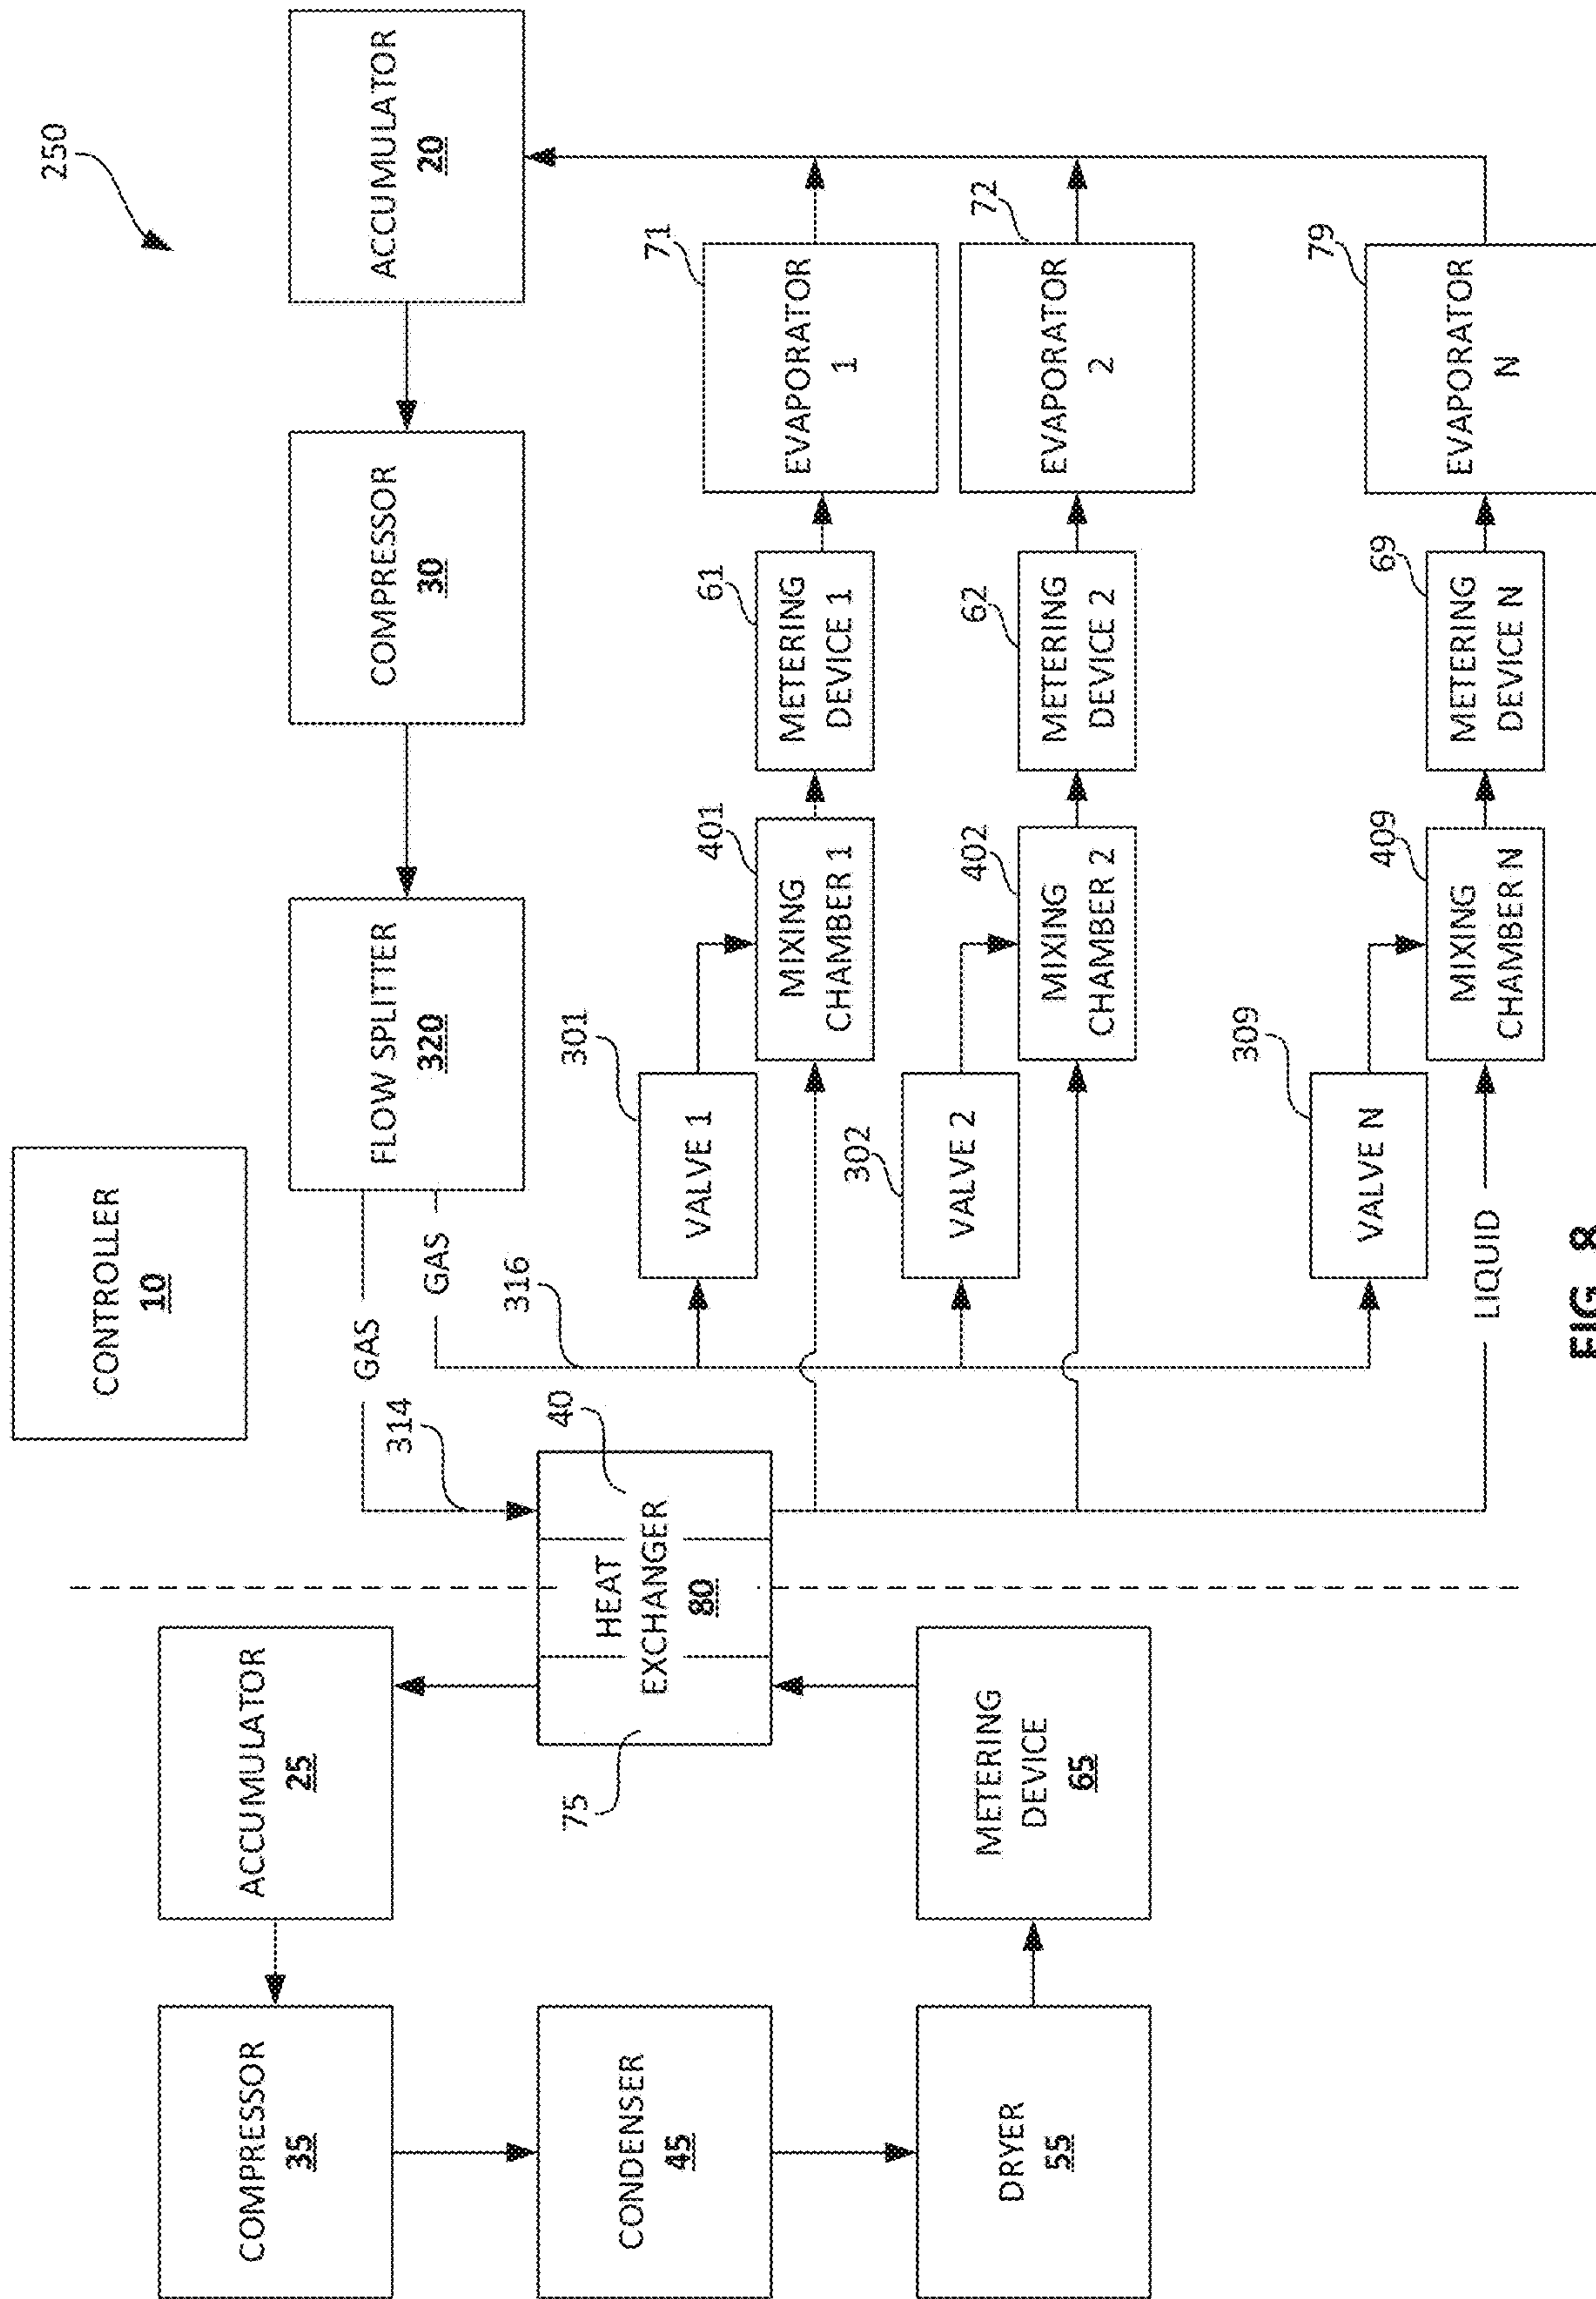 250
CONTROLLER
10
ACCUMULATOR
20
COMPRESSOR
30
FLOW SPLITTER
320
GAS
GAS
314
316
ACCUMULATOR
25
COMPRESSOR
35
CONDENSER
45
DRYER
55
METERING
DEVICE
65
75
HEAT
EXCHANGER
80
40
301
VALVE 1
401
MIXING
CHAMBER 1
61
METERING
DEVICE 1
71
EVAPORATOR
1
302
VALVE 2
402
MIXING
CHAMBER 2
62
METERING
DEVICE 2
72
EVAPORATOR
2
309
VALVE N
409
MIXING
CHAMBER N
69
METERING
DEVICE N
79
EVAPORATOR
N
LIQUID
FIG. 8